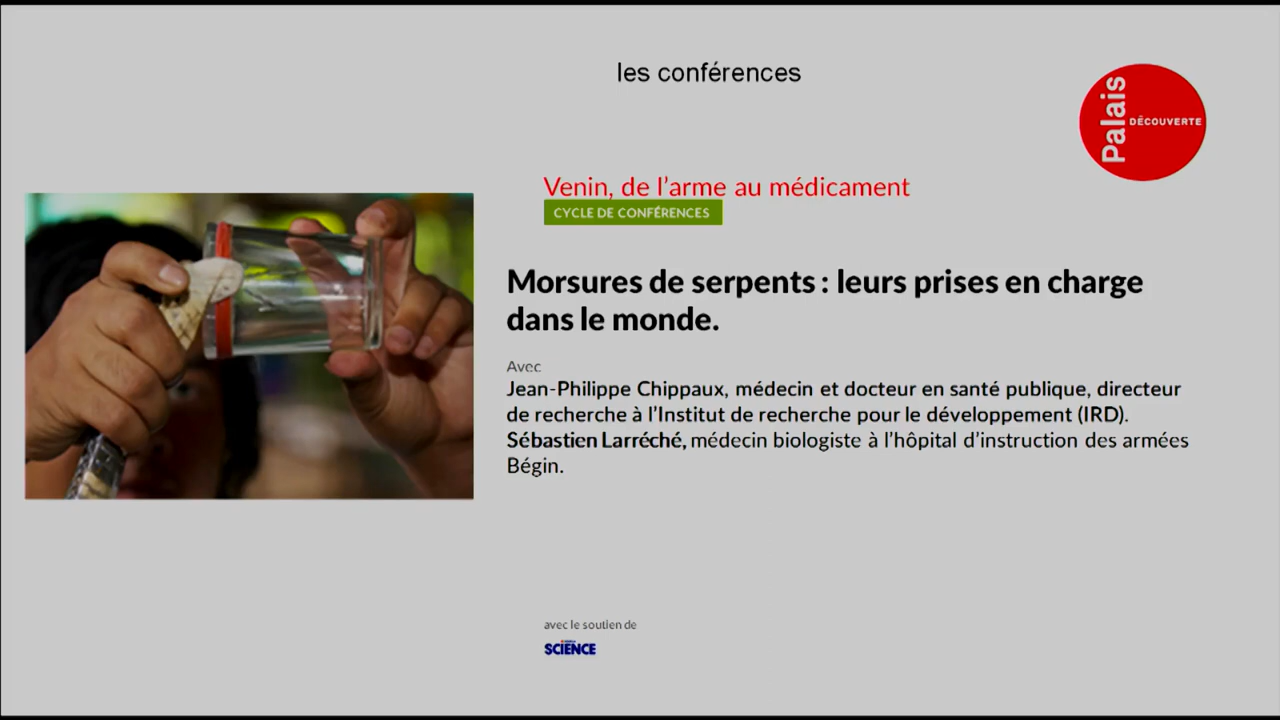 les conférences
Palais
DÉCOUVERTE
Venin, de l’arme au médicament
CYCLE DE CONFÉRENCES
Morsures de serpents : leurs prises en charge
dans le monde.
Avec
Jean-Philippe Chippaux, médecin et docteur en santé publique, directeur
de recherche à l’Institut de recherche pour le développement (IRD).
Sébastien Larréché, médecin biologiste à l’hôpital d’instruction des armées
Bégin.
avec le soutien de
SCIENCE